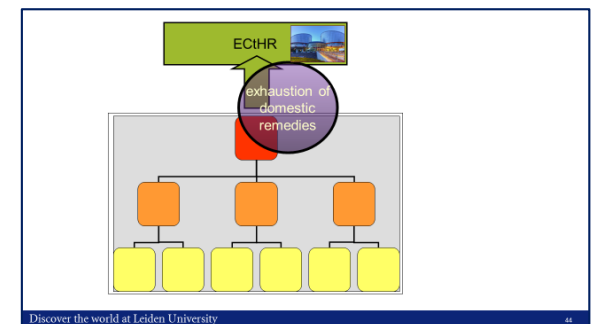 ECtHR
exhaustion of
domestic
remedies
Discover the world at Leiden University
44